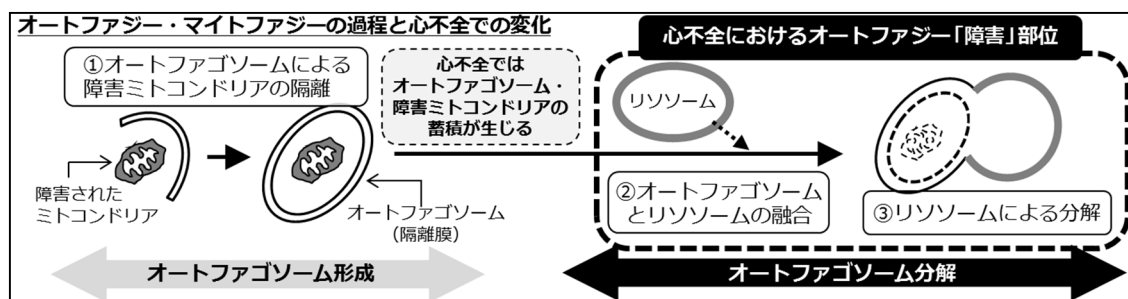 オートファジー・マイトファジーの過程と心不全での変化
①オートファゴソームによる
障害ミトコンドリアの隔離
障害された
ミトコンドリア
オートファゴソーム
(隔離膜)
心不全では
オートファゴソーム・
障害ミトコンドリアの
蓄積が生じる
心不全におけるオートファジー「障害」部位
リソソーム
②オートファゴソーム
とリソソームの融合
③リソソームによる分解
オートファゴソーム形成
オートファゴソーム分解